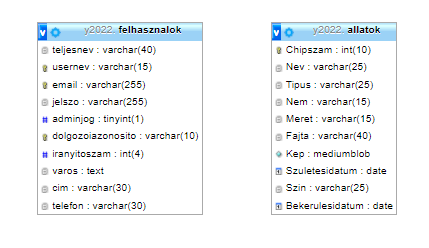 v y2022. felhasznalok
teljesnev : varchar(40)
usernev : varchar(15)
email : varchar(255)
jelszo : varchar(255)
# adminjog : tinyint(1)
dolgozoiazonosito : varchar(10)
# iranyitoszam : int(4)
varos : text
cim : varchar(30)
telefon : varchar(30)
v y2022. allatok
Chipszam : int(10)
Nev : varchar(25)
Tipus : varchar(25)
Nem : varchar(15)
Meret : varchar(15)
Fajta : varchar(40)
Kep : mediumblob
Szuletesidatum : date
Szin : varchar(25)
Bekerulesidatum : date